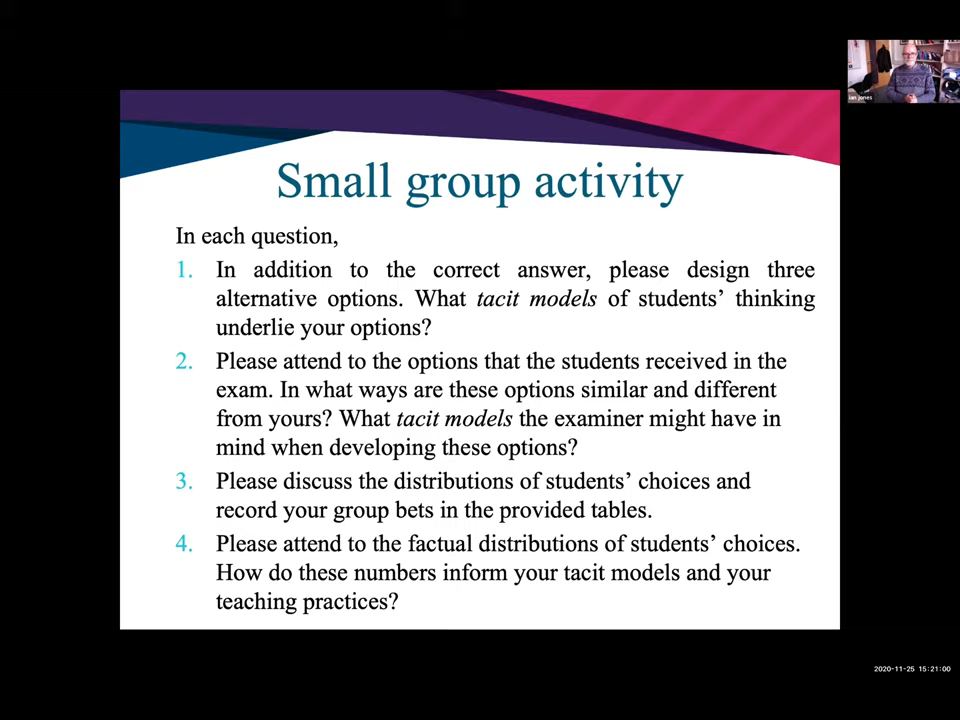 Small group activity
In each question,
1. In addition to the correct answer, please design three
alternative options. What tacit models of students’ thinking
underlie your options?
2. Please attend to the options that the students received in the
exam. In what ways are these options similar and different
from yours? What tacit models the examiner might have in
mind when developing these options?
3. Please discuss the distributions of students’ choices and
record your group bets in the provided tables.
4. Please attend to the factual distributions of students’ choices.
How do these numbers inform your tacit models and your
teaching practices?
ian jones
2020-11-25 15:21:00